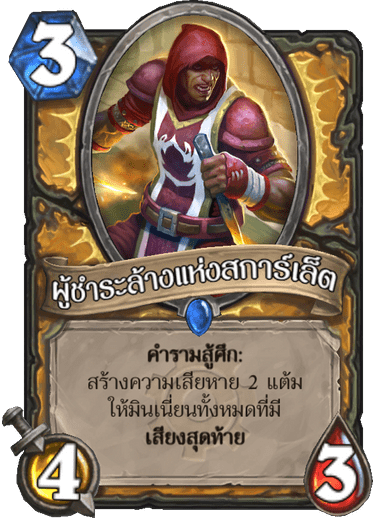 3
ผู้ชำระล้างแห่งสการ์เล็ต
คำรามสู้ศึก:
สร้างความเสียหาย 2 แต้ม
ให้มินเนี่ยนทั้งหมดที่มี
เสียงสุดท้าย
4
3